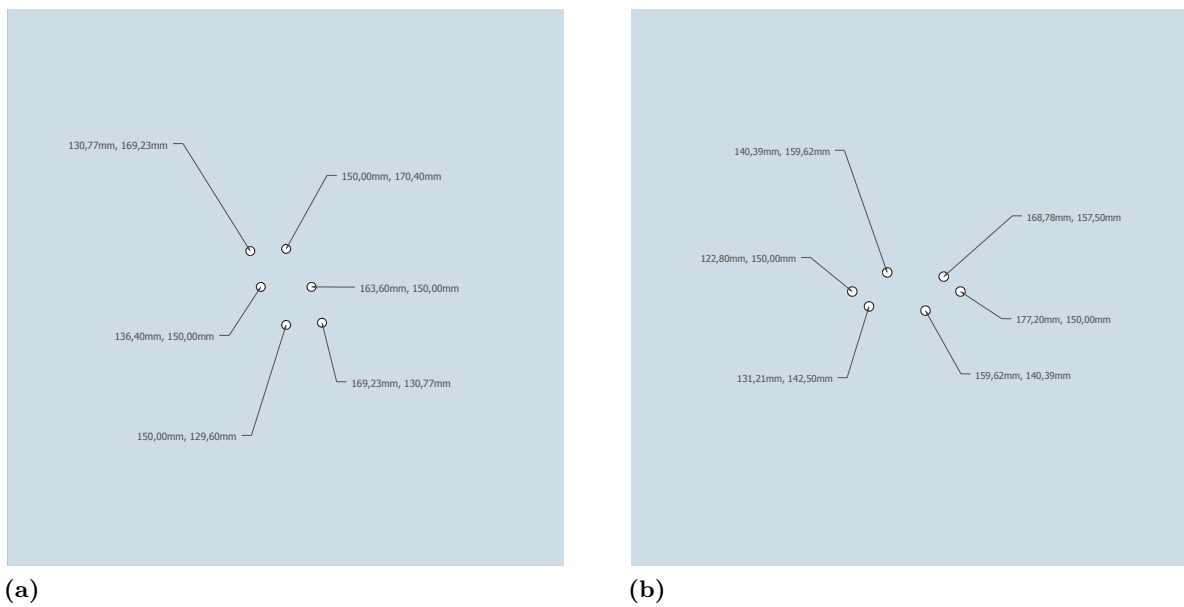 130,77mm, 169,23mm
150,00mm, 170,40mm
163,60mm, 150,00mm
136,40mm, 150,00mm
169,23mm, 130,77mm
150,00mm, 129,60mm
(a)
140,39mm, 159,62mm
168,78mm, 157,50mm
122,80mm, 150,00mm
177,20mm, 150,00mm
131,21mm, 142,50mm
159,62mm, 140,39mm
(b)